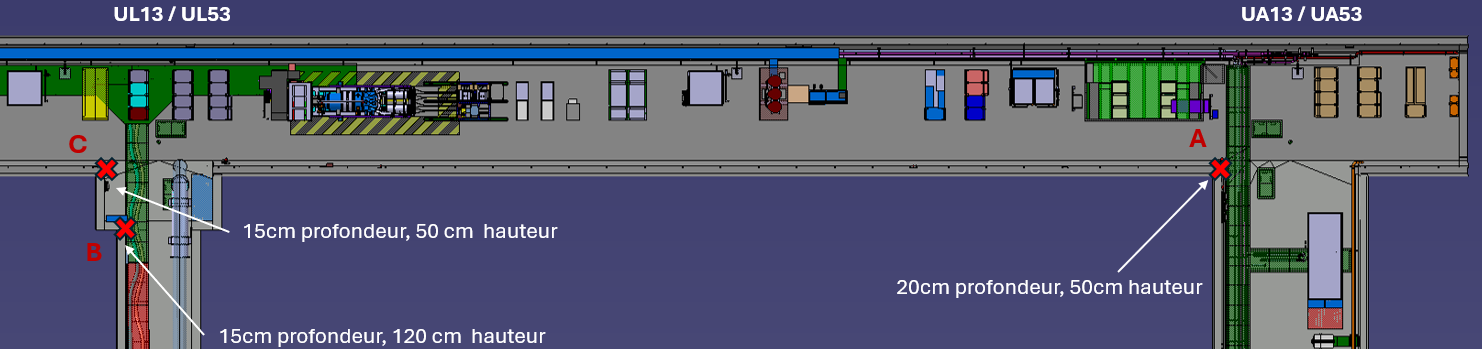 UL13 / UL53
UA13 / UA53
C
A
15cm profondeur, 50 cm hauteur
B
20cm profondeur, 50cm hauteur
15cm profondeur, 120 cm hauteur